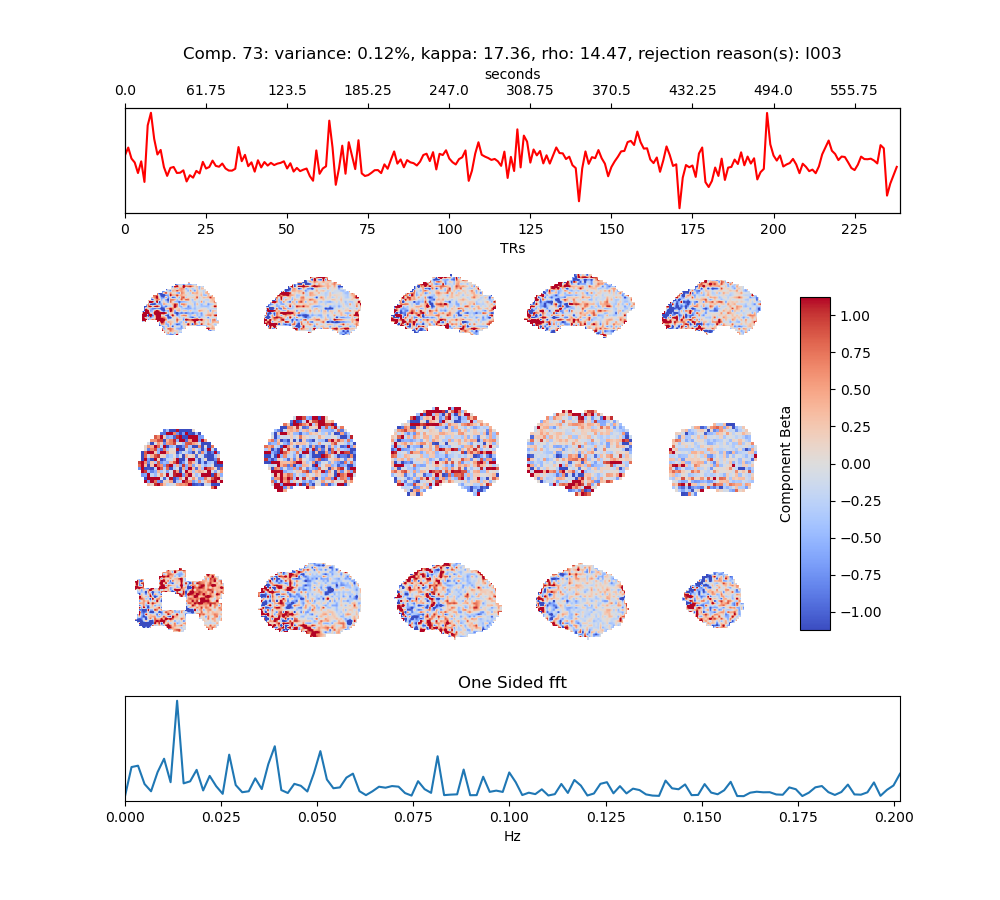 Comp. 73: variance: 0.12%, kappa: 17.36, rho: 14.47, rejection reason(s): I003
seconds
0.0 61.75 123.5 185.25 247.0 308.75 370.5 432.25 494.0 555.75
0 25 50 75 100 125 150 175 200 225
TRs
1.00
0.75
0.50
0.25
0.00
−0.25
−0.50
−0.75
−1.00
Component Beta
One Sided fft
0.000 0.025 0.050 0.075 0.100 0.125 0.150 0.175 0.200
Hz